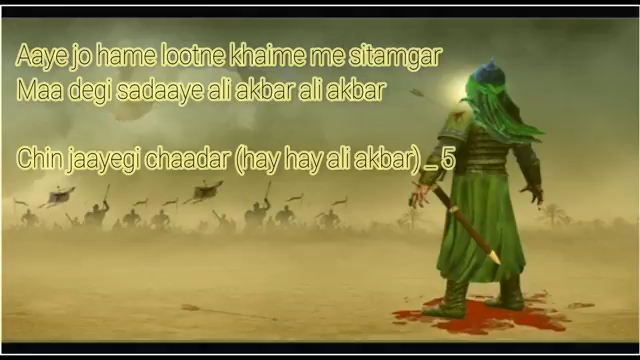 Aaye jo hame lootne khaime me sitamgar
Maa degi sadaaye ali akbar ali akbar
Chin jaayegi chaadar (hay hay ali akbar) _ 5